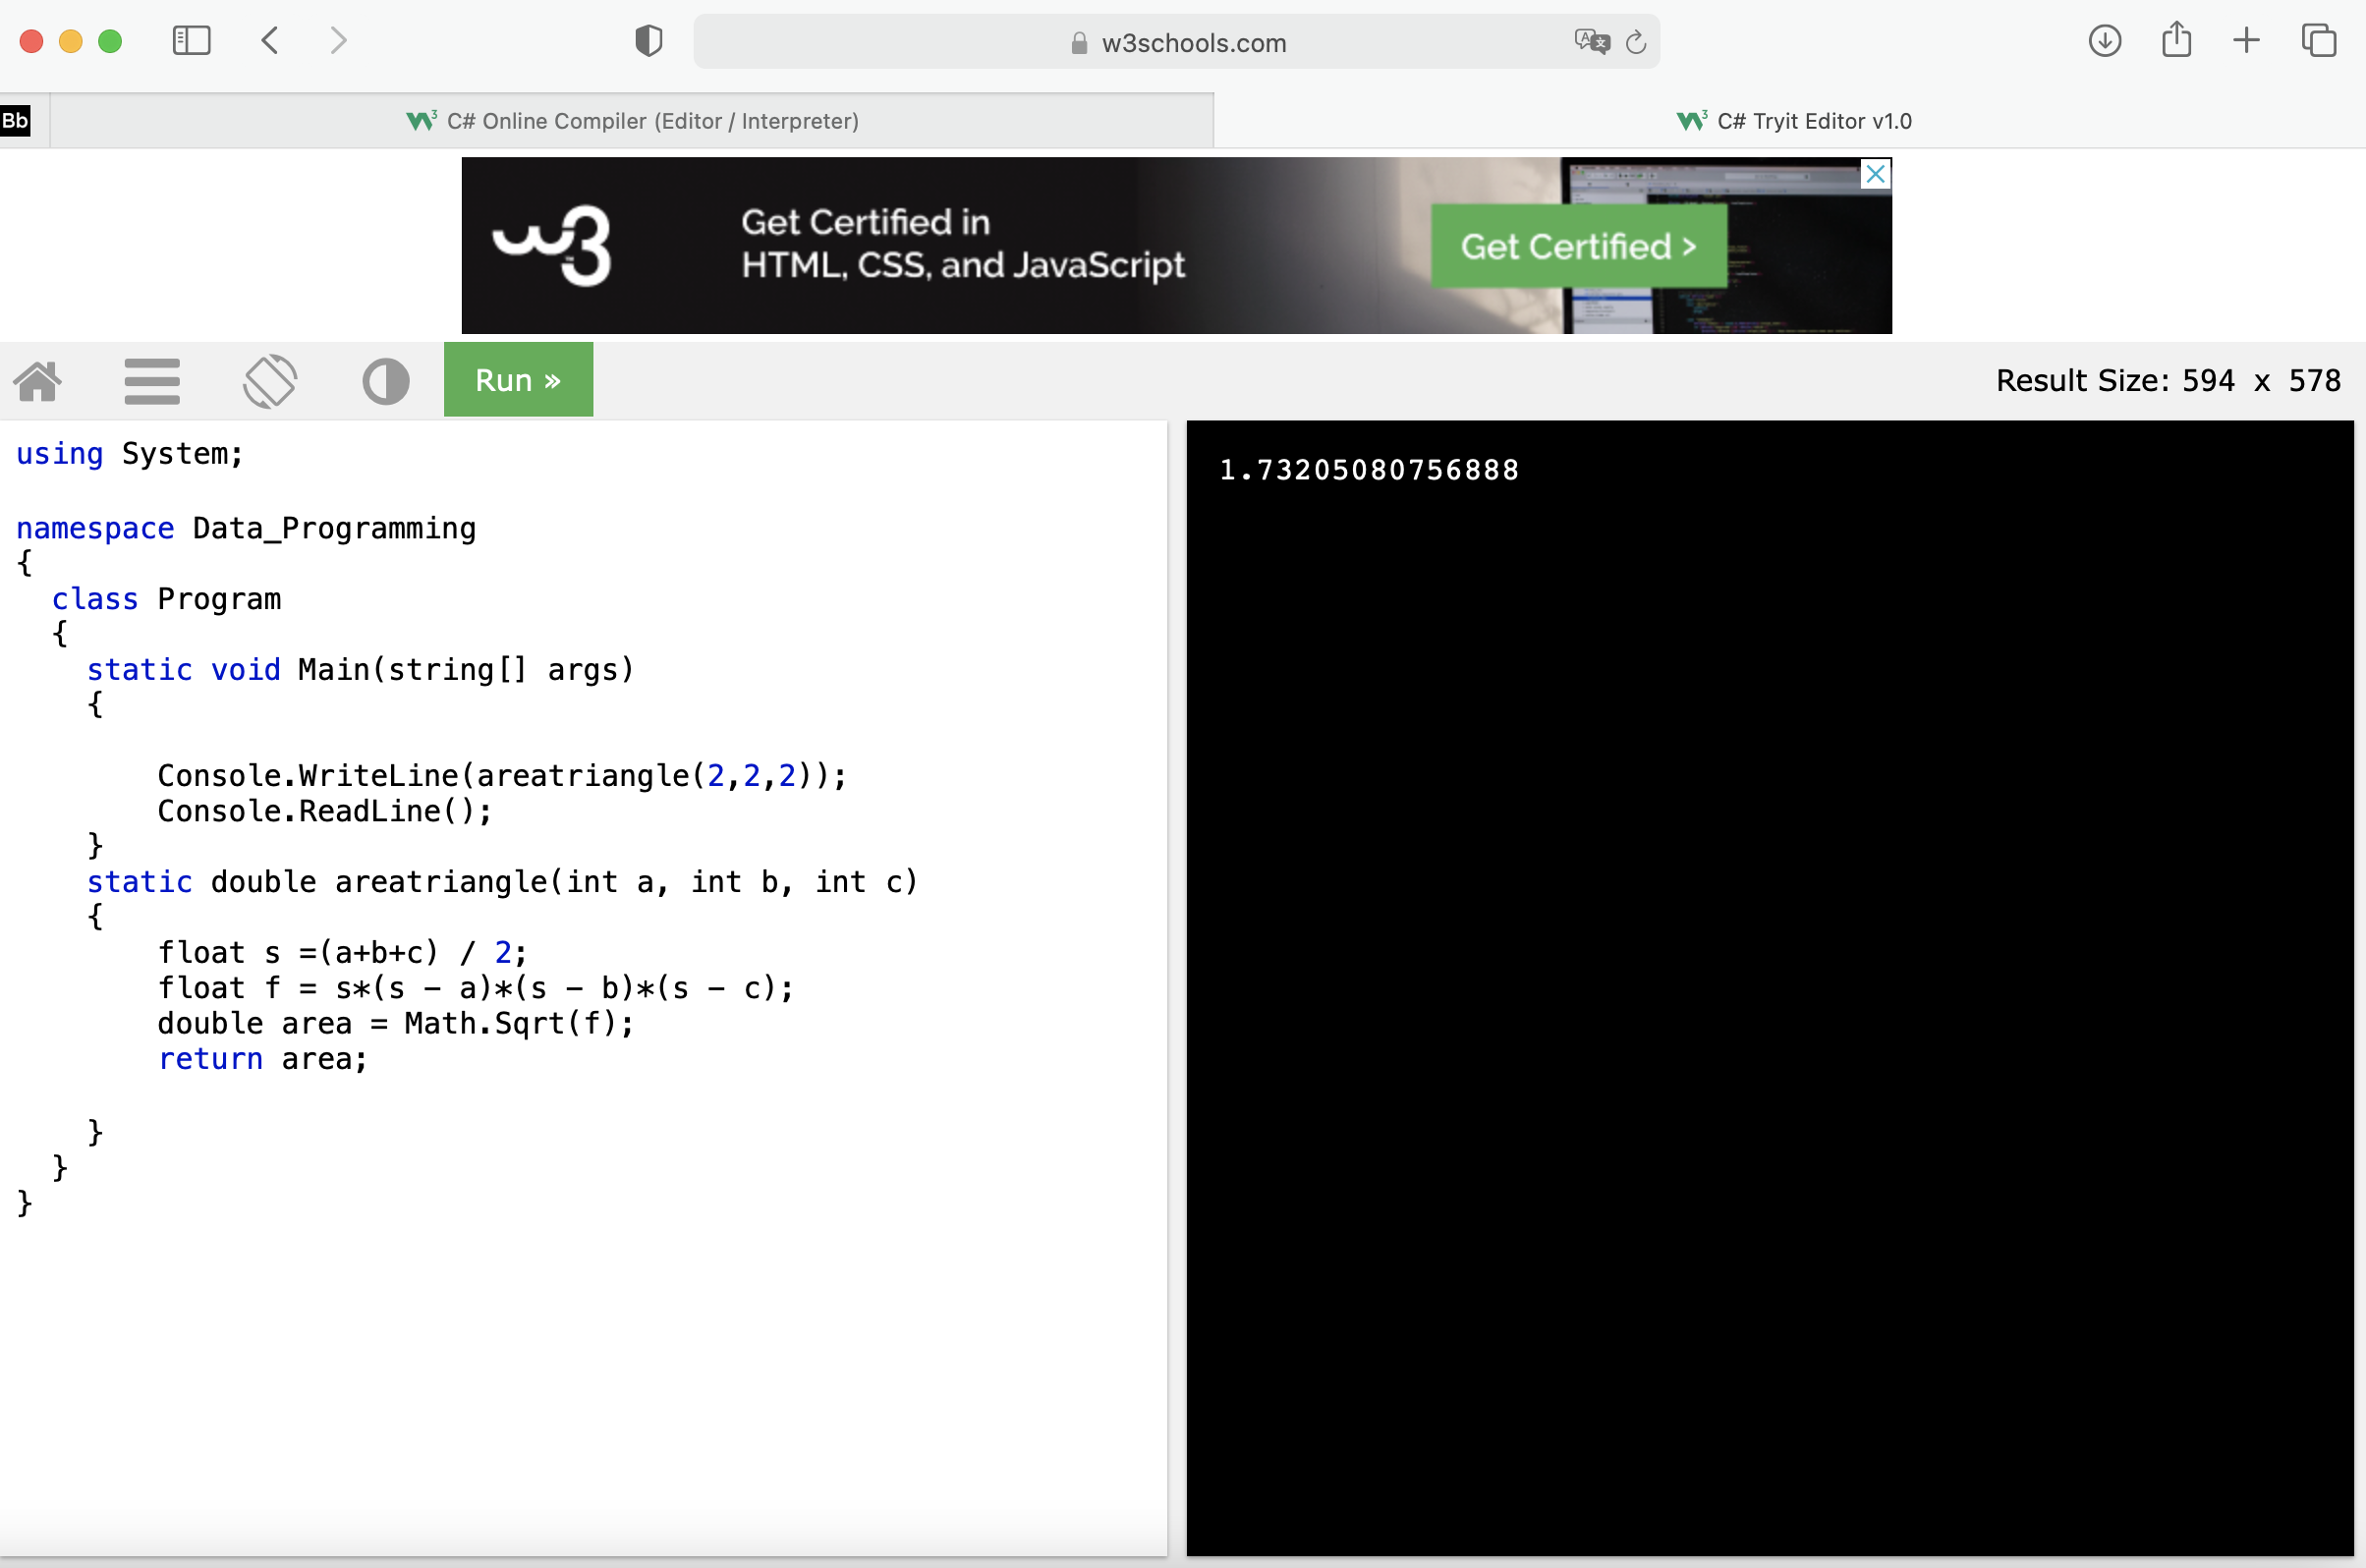 w3schools.com
Bb
C# Online Compiler (Editor / Interpreter)
C# Tryit Editor v1.0
w3
Get Certified in
HTML, CSS, and JavaScript
Get Certified >
Run »
Result Size: 594 x 578
using System;
namespace Data_Programming
{
class Program
{
static void Main(string[] args)
{
Console.WriteLine(areatriangle(2,2,2));
Console.ReadLine();
}
static double areatriangle(int a, int b, int c)
{
float s =(a+b+c) / 2;
float f = s*(s - a)*(s - b)*(s - c);
double area = Math.Sqrt(f);
return area;
}
}
}
1.73205080756888